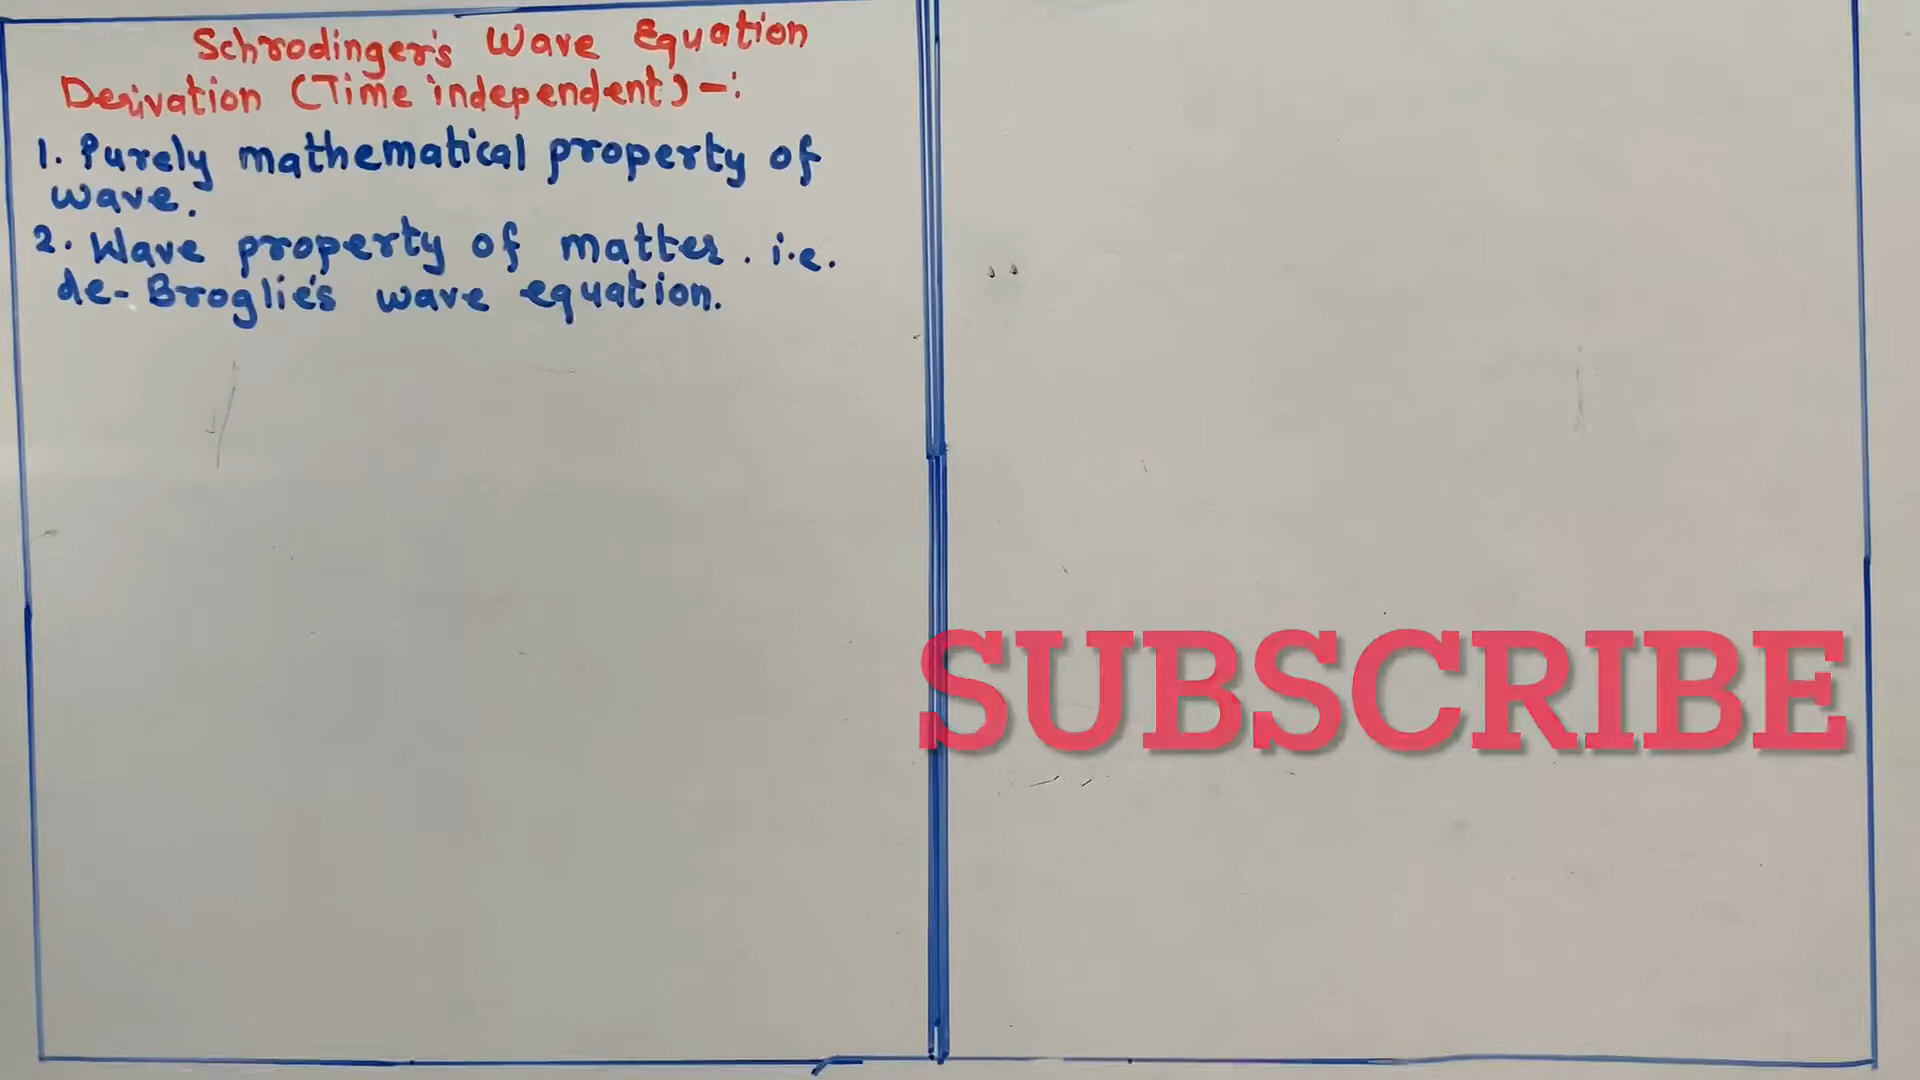 Schrodinger's Wave Equation
Derivation (Time independent) -:
1. Purely mathematical property of
wave.
2. Wave property of matter. i.e.
de-Broglie's wave equation.
SUBSCRIBE